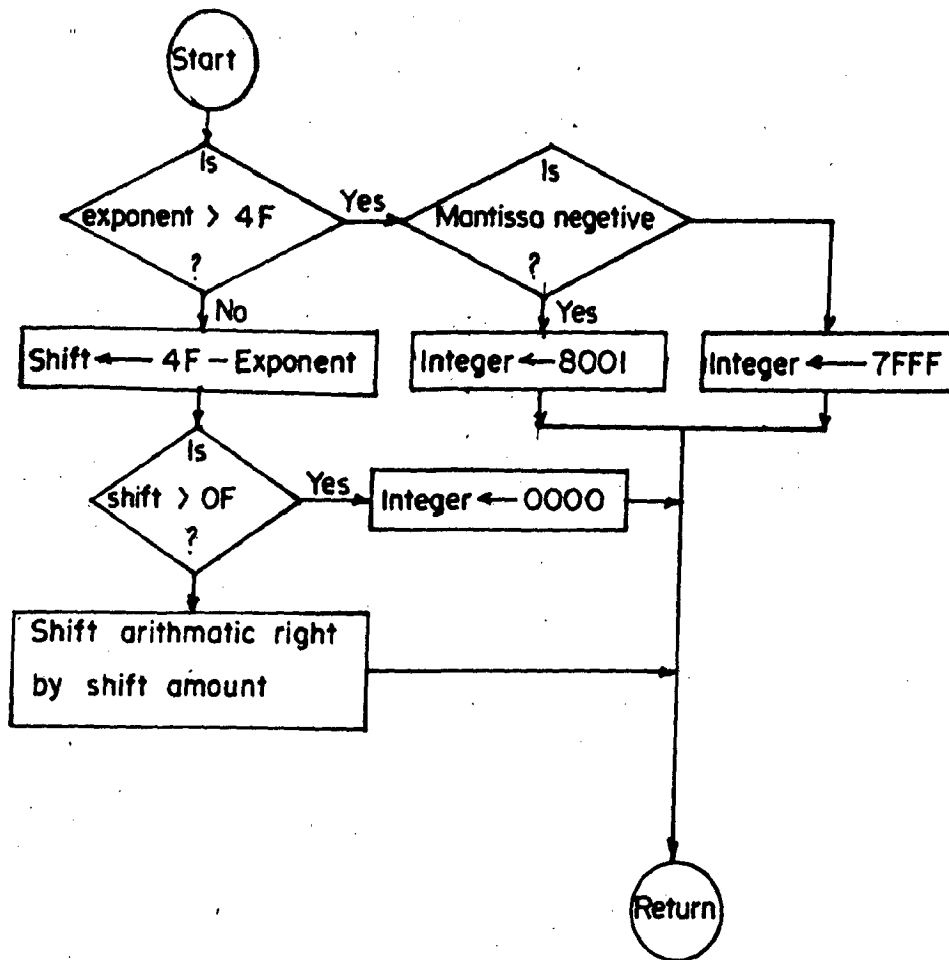 Start
Is
exponent > 4F
?
Yes
Is
Mantissa negetive
?
No
Yes
Shift ← 4F - Exponent
Integer ← 8001
Integer ← 7FFF
Is
shift > 0F
?
Yes
Integer ← 0000
Shift arithmatic right
by shift amount
Return